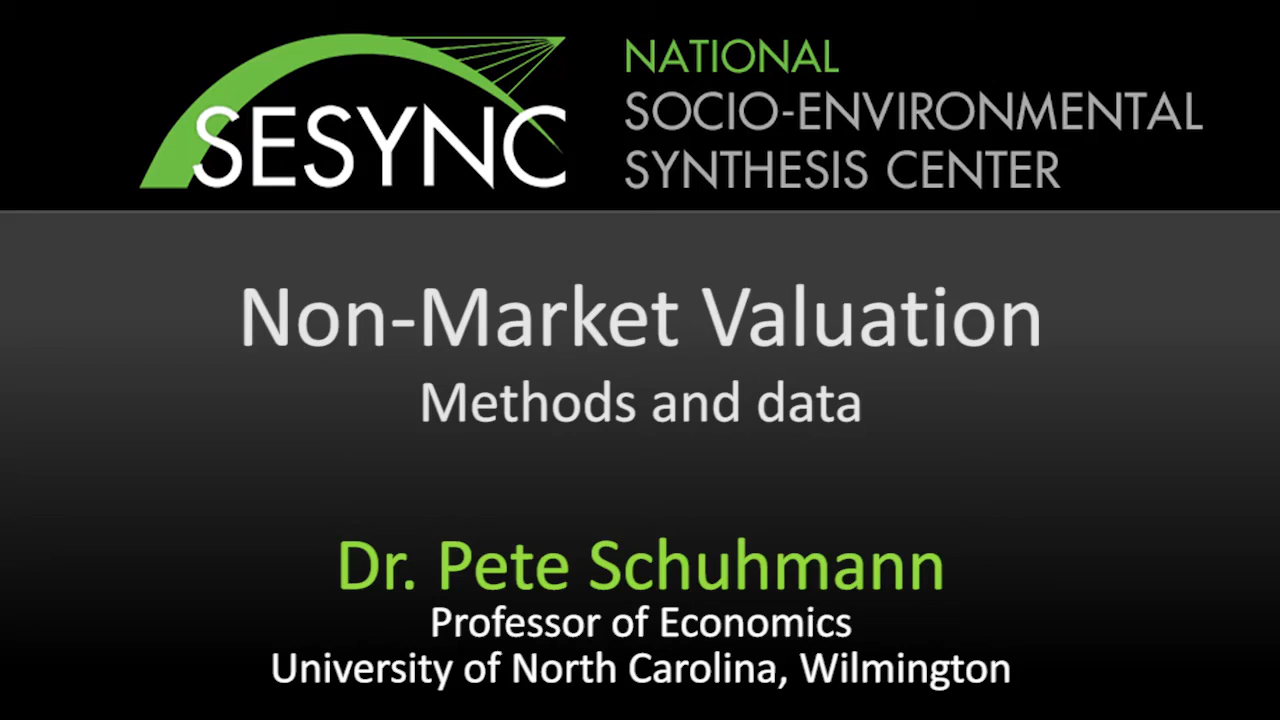 SESYNC
NATIONAL
SOCIO-ENVIRONMENTAL
SYNTHESIS CENTER
Non-Market Valuation
Methods and data
Dr. Pete Schuhmann
Professor of Economics
University of North Carolina, Wilmington